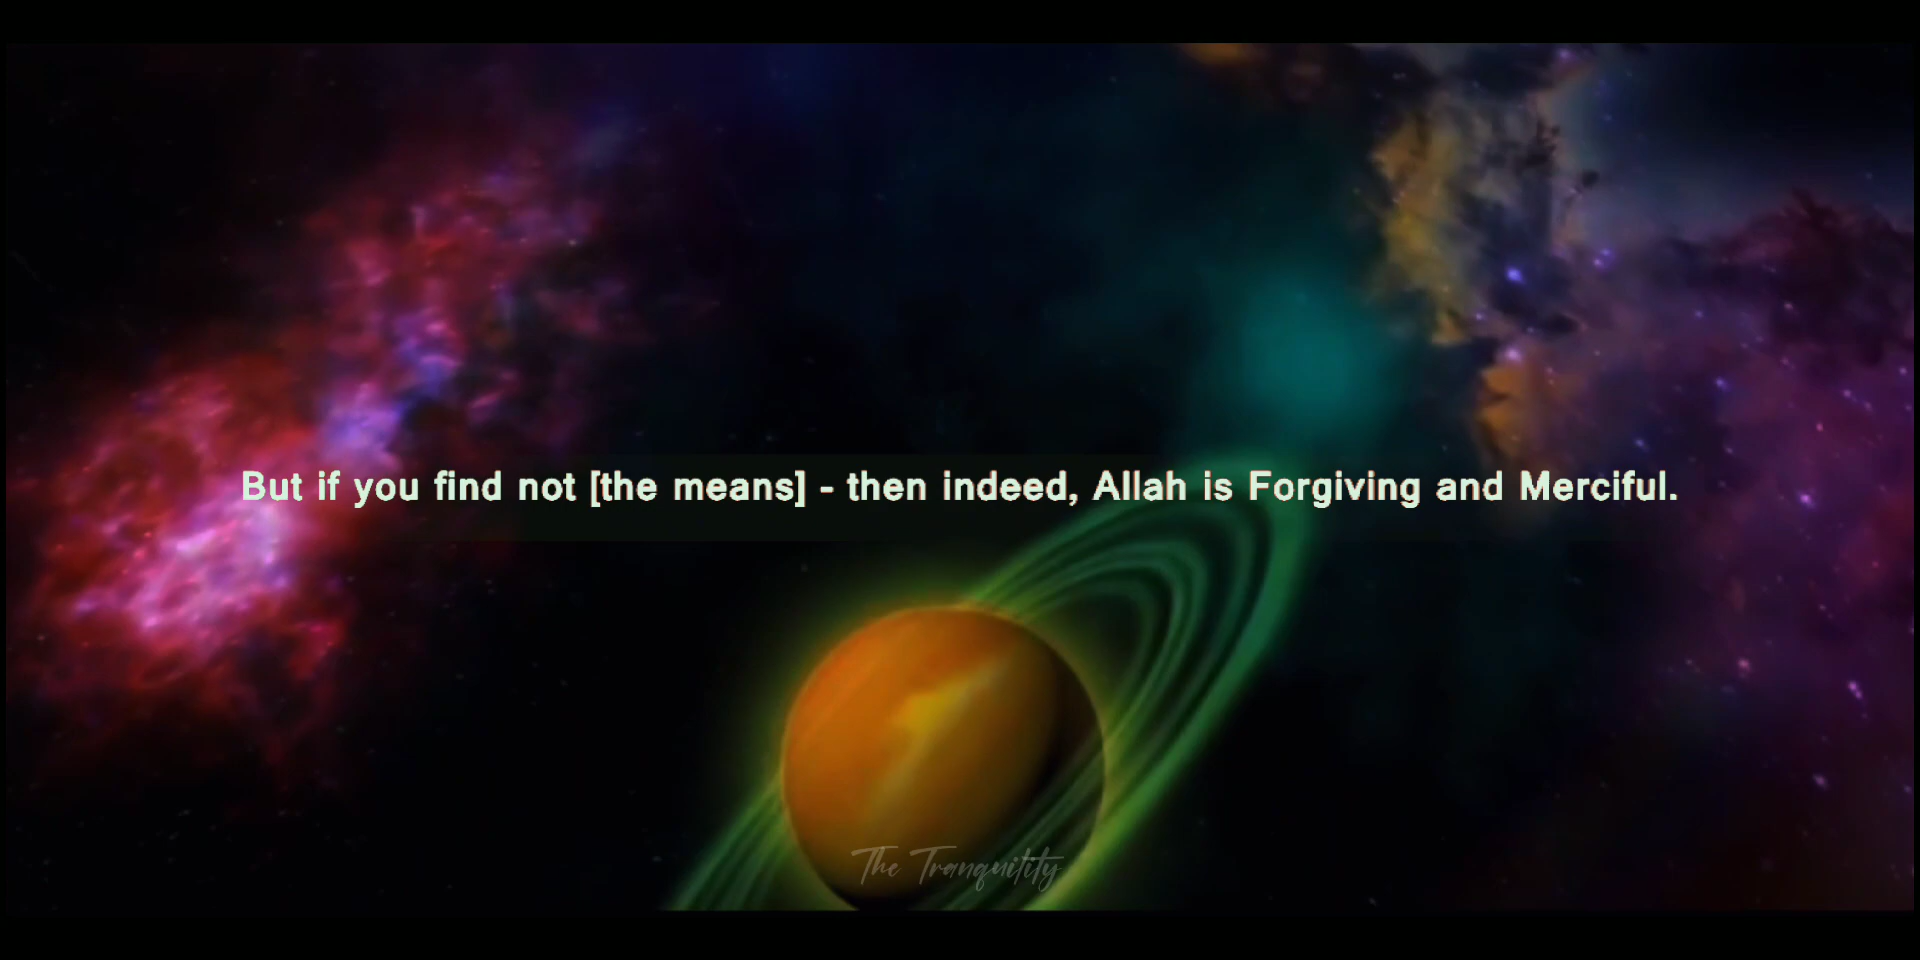 But if you find not [the means] - then indeed, Allah is Forgiving and Merciful.
The Tranquility